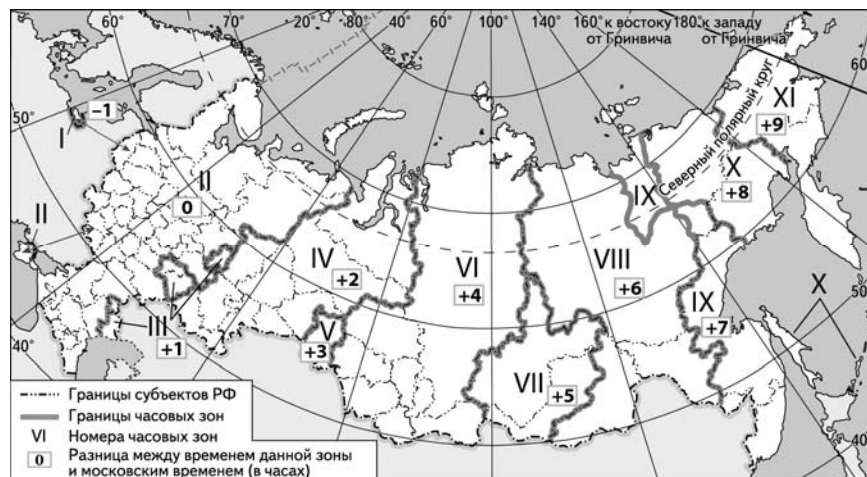 60° 70° 20° -80° 40° 100° 140° 160° к востоку 180° к западу
от Гринвича от Гринвича
60°
50°
−1
I
II
0
II
III
+1
IV
+2
V
+3
VI
+4
VII
+5
VIII
+6
IX
IX
+7
Северный полярный круг
X
+8
XI
+9
X
50°
40°
40°
Границы субъектов РФ
Границы часовых зон
VI Номера часовых зон
0 Разница между временем данной зоны
и московским временем (в часах)